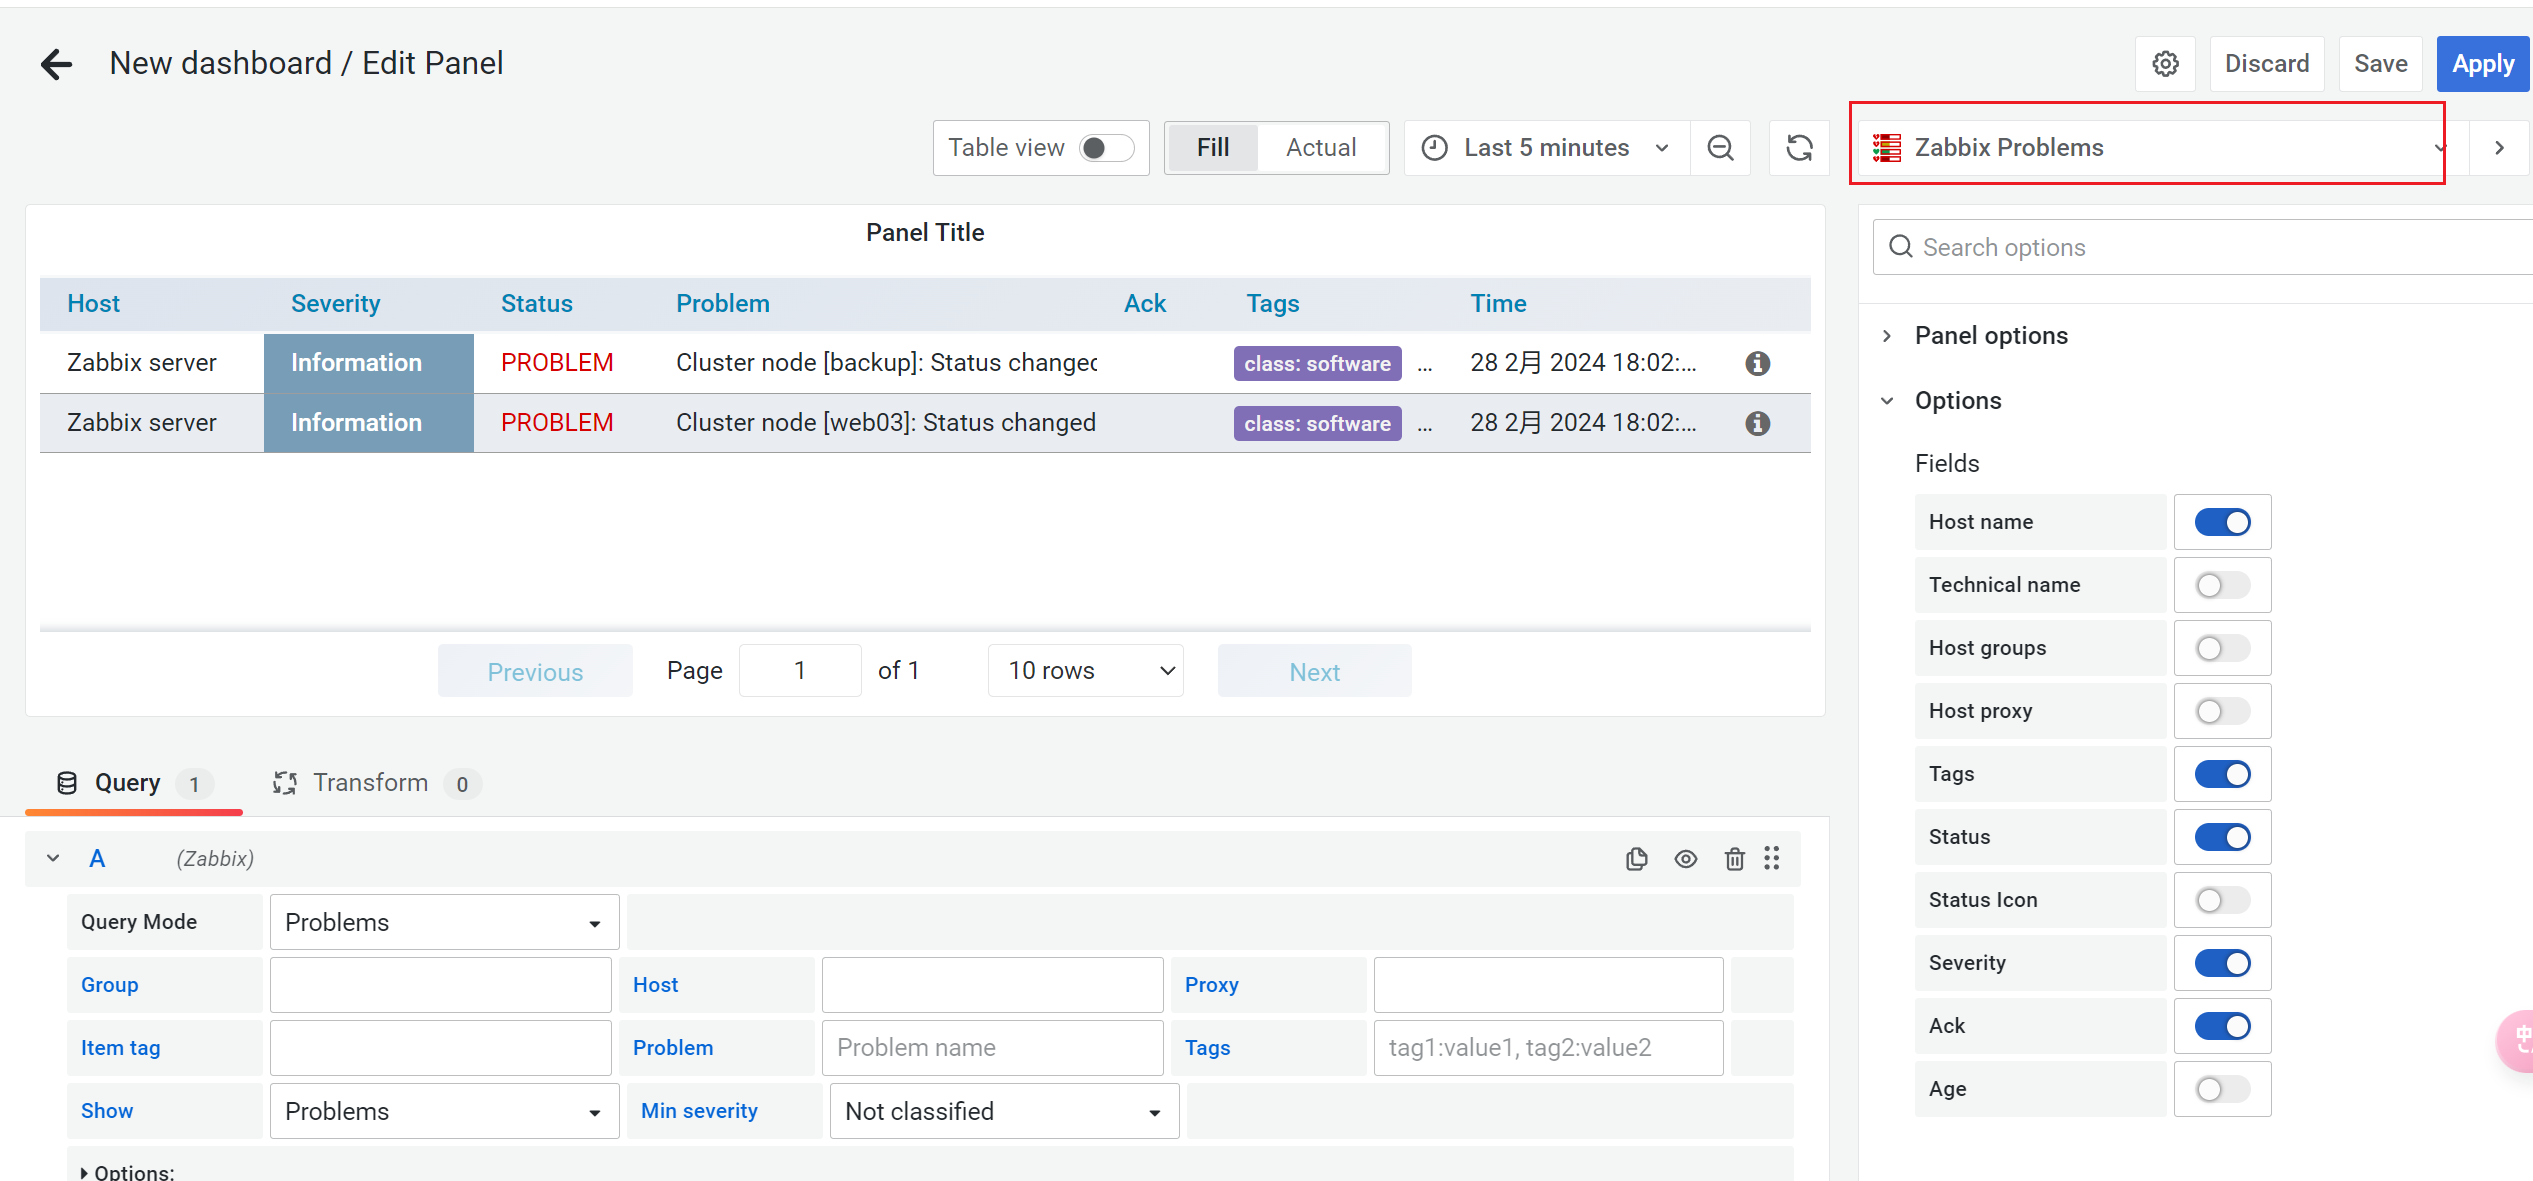 New dashboard / Edit Panel
Discard
Save
Apply
Table view
Fill
Actual
Last 5 minutes
Zabbix Problems
Panel Title
Host Severity Status Problem Ack Tags Time
Zabbix server Information PROBLEM Cluster node [backup]: Status changed class: software ... 28 2月 2024 18:02:...
Zabbix server Information PROBLEM Cluster node [web03]: Status changed class: software ... 28 2月 2024 18:02:...
Previous Page 1 of 1 10 rows Next
Search options
Panel options
Options
Fields
Host name
Technical name
Host groups
Host proxy
Tags
Status
Status Icon
Severity
Ack
Age
Query 1 Transform 0
A (Zabbix)
Query Mode Problems
Group Host Proxy
Item tag Problem Problem name Tags tag1:value1, tag2:value2
Show Problems Min severity Not classified
Options: